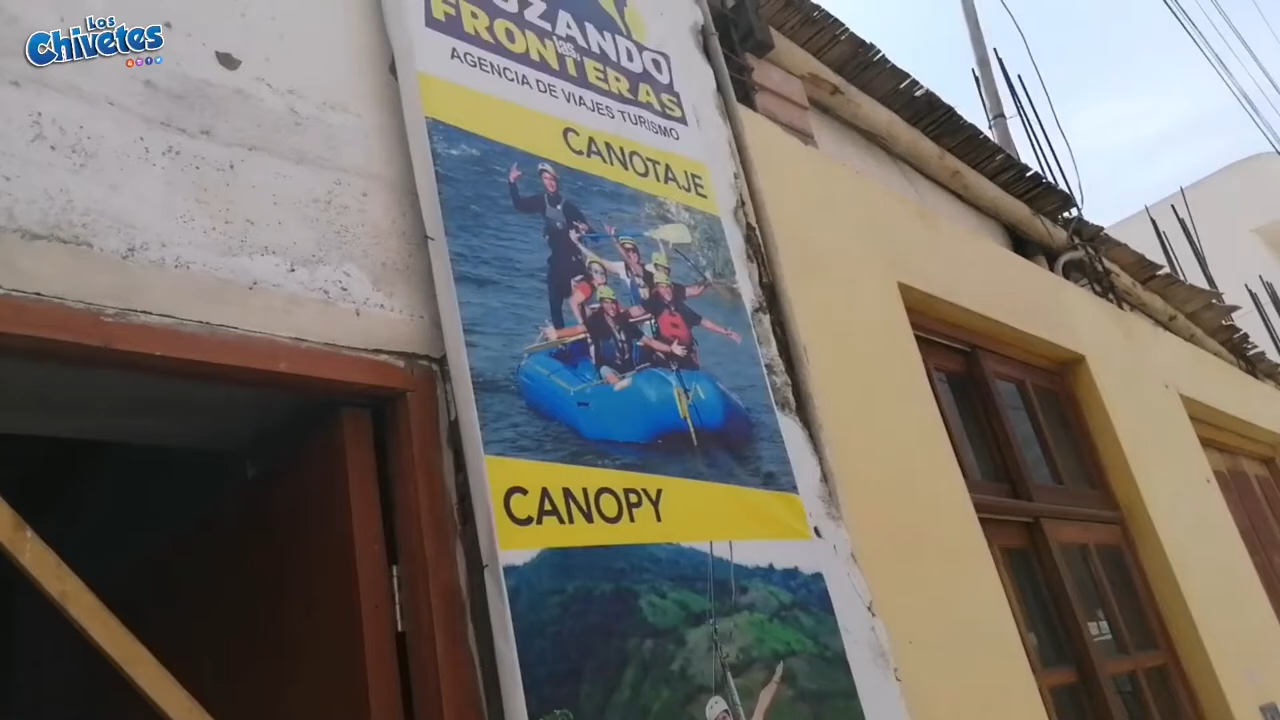 Los
Chivetes
ZANDO
las
FRONTERAS
AGENCIA DE VIAJES TURISMO
CANOTAJE
CANOPY